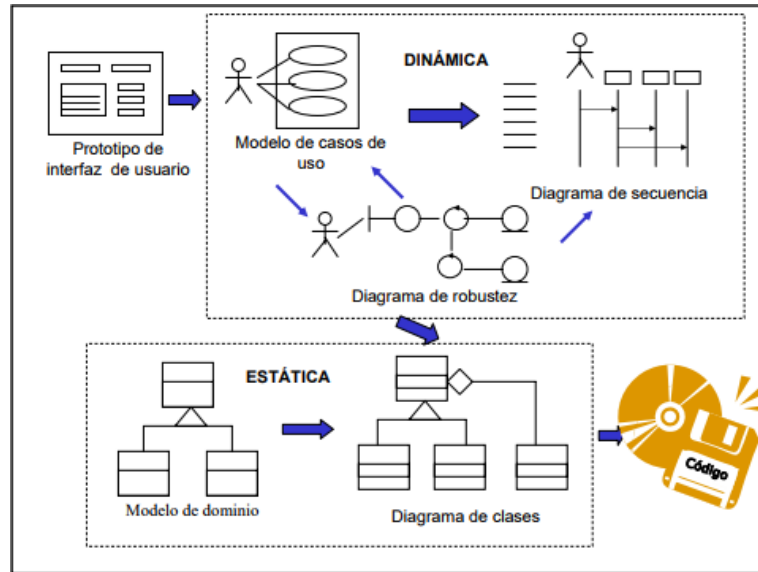 DINÁMICA
Prototipo de
interfaz de usuario
Modelo de casos de
uso
Diagrama de secuencia
Diagrama de robustez
ESTÁTICA
Modelo de dominio
Diagrama de clases
Código